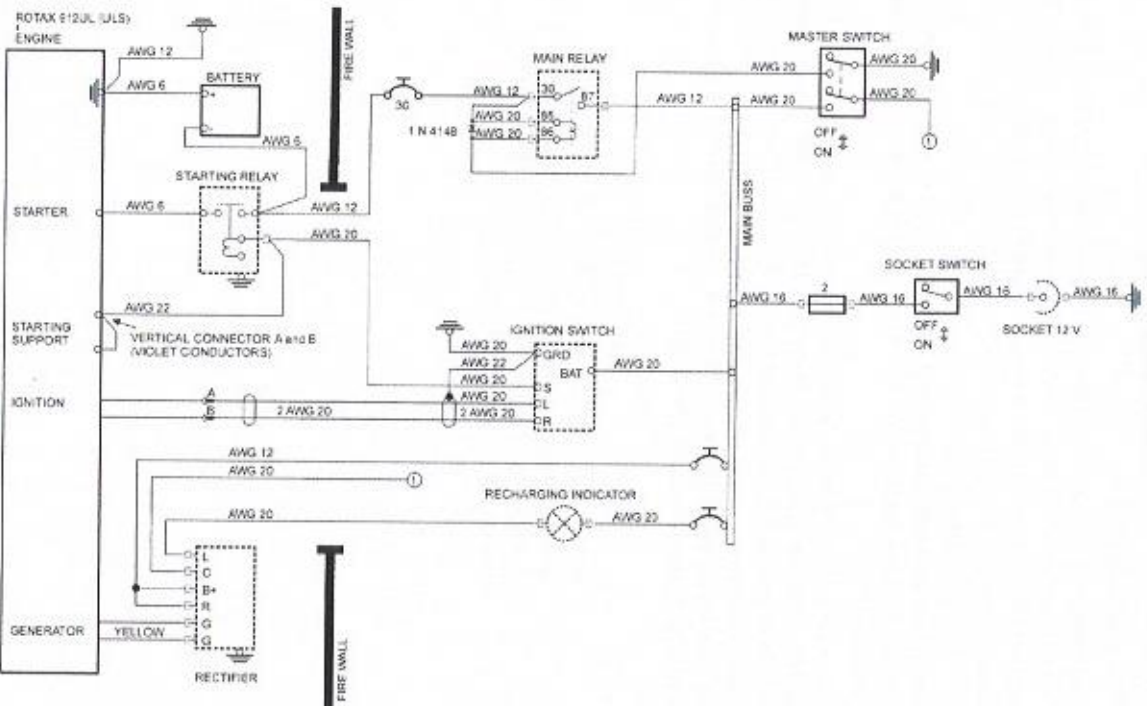 ROTAX 912UL (ULS)
ENGINE
AWG 12
AWG 6
BATTERY
+
-
AWG 6
STARTING RELAY
STARTER
AWG 6
AWG 12
AWG 20
AWG 22
STARTING
SUPPORT
VERTICAL CONNECTOR A and B
(VIOLET CONDUCTORS)
IGNITION
A
B
2 AWG 20
FIRE WALL
30
MAIN RELAY
AWG 12
30
87
AWG 20
85
AWG 20
86
1 N 4148
AWG 12
MASTER SWITCH
AWG 20
AWG 20
AWG 20
AWG 20
OFF
ON
1
MAIN BUSS
SOCKET SWITCH
AWG 16
2
AWG 16
AWG 16
AWG 16
OFF
ON
SOCKET 12 V
IGNITION SWITCH
AWG 20
GRD
AWG 22
BAT
AWG 20
AWG 20
S
AWG 20
L
2 AWG 20
R
AWG 12
AWG 20
1
RECHARGING INDICATOR
AWG 20
AWG 20
L
C
B+
R
G
G
GENERATOR
YELLOW
RECTIFIER
FIRE WALL